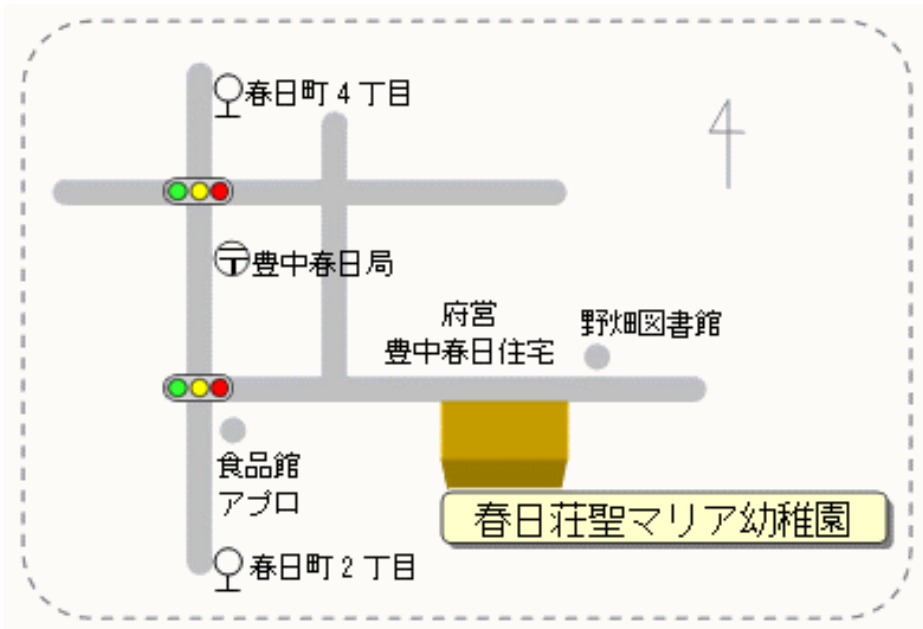 春日町4丁目
〒豊中春日局
府営
豊中春日住宅
野畑図書館
食品館
アプロ
春日荘聖マリア幼稚園
春日町2丁目